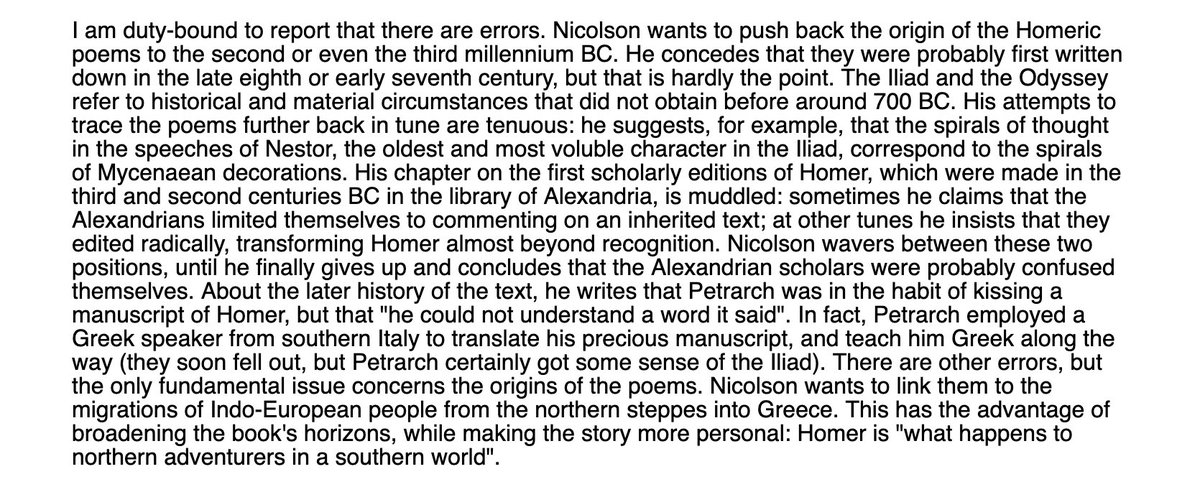 I am duty-bound to report that there are errors. Nicolson wants to push back the origin of the Homeric
poems to the second or even the third millennium BC. He concedes that they were probably first written
down in the late eighth or early seventh century, but that is hardly the point. The Iliad and the Odyssey
refer to historical and material circumstances that did not obtain before around 700 BC. His attempts to
trace the poems further back in tune are tenuous: he suggests, for example, that the spirals of thought
in the speeches of Nestor, the oldest and most voluble character in the Iliad, correspond to the spirals
of Mycenaean decorations. His chapter on the first scholarly editions of Homer, which were made in the
third and second centuries BC in the library of Alexandria, is muddled: sometimes he claims that the
Alexandrians limited themselves to commenting on an inherited text; at other tunes he insists that they
edited radically, transforming Homer almost beyond recognition. Nicolson wavers between these two
positions, until he finally gives up and concludes that the Alexandrian scholars were probably confused
themselves. About the later history of the text, he writes that Petrarch was in the habit of kissing a
manuscript of Homer, but that "he could not understand a word it said". In fact, Petrarch employed a
Greek speaker from southern Italy to translate his precious manuscript, and teach him Greek along the
way (they soon fell out, but Petrarch certainly got some sense of the Iliad). There are other errors, but
the only fundamental issue concerns the origins of the poems. Nicolson wants to link them to the
migrations of Indo-European people from the northern steppes into Greece. This has the advantage of
broadening the book's horizons, while making the story more personal: Homer is "what happens to
northern adventurers in a southern world".